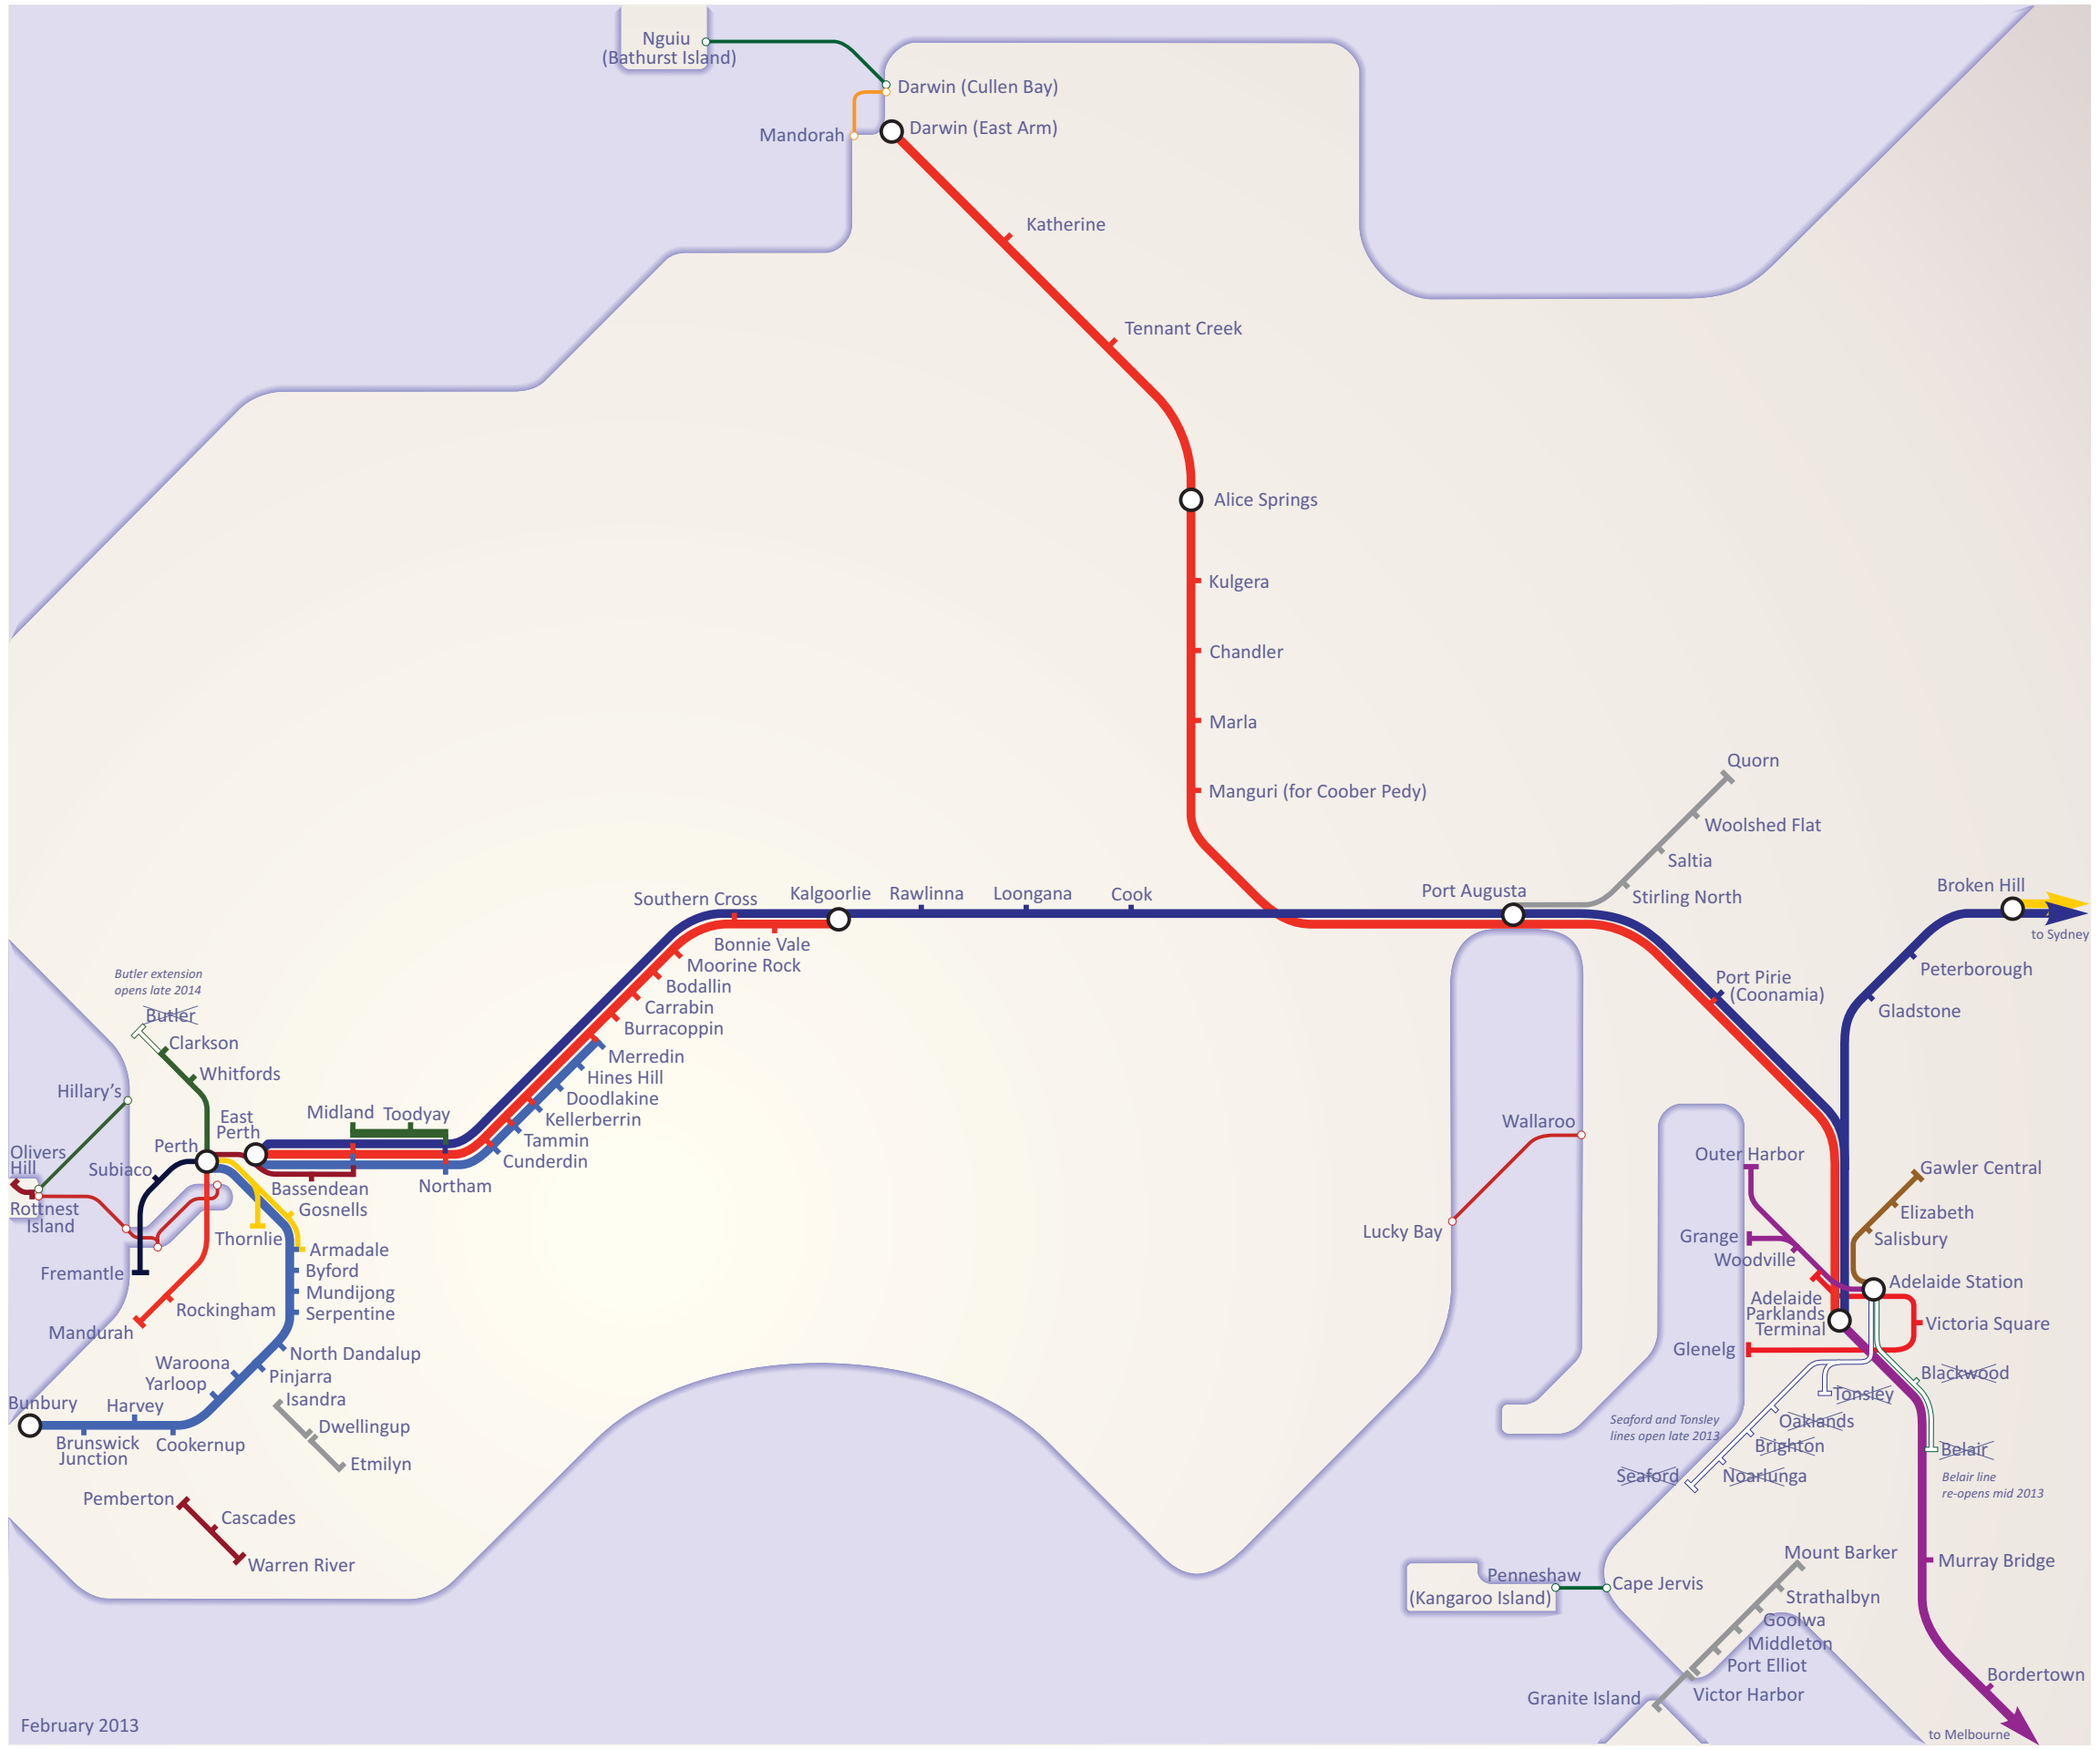 Nguiu
(Bathurst Island)
Darwin (Cullen Bay)
Darwin (East Arm)
Mandorah
Katherine
Tennant Creek
Alice Springs
Kulgera
Chandler
Marla
Manguri (for Coober Pedy)
Quorn
Woolshed Flat
Saltia
Stirling North
Port Augusta
Southern Cross
Kalgoorlie
Rawlinna
Loongana
Cook
Broken Hill
to Sydney
Peterborough
Gladstone
Port Pirie
(Coonamia)
Bonnie Vale
Moorine Rock
Bodallin
Carrabin
Burracoppin
Merredin
Hines Hill
Doodlakine
Kellerberrin
Tammin
Cunderdin
Northam
Butler extension
opens late 2014
Butler
Clarkson
Whitfords
Hillary's
East
Perth
Midland
Toodyay
Perth
Olivers
Hill
Subiaco
Rottnest
Island
Bassendean
Gosnells
Thornlie
Armadale
Byford
Mundijong
Serpentine
Fremantle
Rockingham
Mandurah
North Dandalup
Waroona
Pinjarra
Yarloop
Isandra
Bunbury
Harvey
Dwellingup
Brunswick
Junction
Cookernup
Etmilyn
Pemberton
Cascades
Warren River
Wallaroo
Lucky Bay
Outer Harbor
Gawler Central
Elizabeth
Grange
Salisbury
Woodville
Adelaide Station
Adelaide
Parklands
Terminal
Victoria Square
Glenelg
Blackwood
Tonsley
Seaford and Tonsley
lines open late 2013
Oaklands
Brighton
Belair
Seaford
Noarlunga
Belair line
re-opens mid 2013
Mount Barker
Murray Bridge
Penneshaw
(Kangaroo Island)
Cape Jervis
Strathalbyn
Goolwa
Middleton
Port Elliot
Victor Harbor
Granite Island
Bordertown
to Melbourne
February 2013